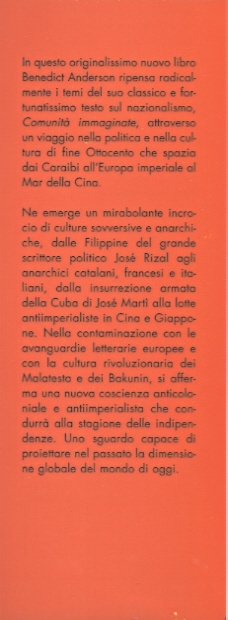 In questo originalissimo nuovo libro
Benedict Anderson ripensa radical-
mente i temi del suo classico e for-
tunatissimo testo sul nazionalismo,
Comunità immaginate, attraverso
un viaggio nella politica e nella cul-
tura di fine Ottocento che spazia
dai Caraibi all'Europa imperiale al
Mar della Cina.
Ne emerge un mirabolante incro-
cio di culture sovversive e anarchi-
che, dalle Filippine del grande
scrittore politico José Rizal agli
anarchici catalani, francesi e ita-
liani, dalla insurrezione armata
della Cuba di José Martì alla lotte
antiimperialiste in Cina e Giappo-
ne. Nella contaminazione con le
avanguardie letterarie europee e
con la cultura rivoluzionaria dei
Malatesta e dei Bakunin, si affer-
ma una nuova coscienza anticolo-
niale e antiimperialista che con-
durrà alla stagione delle indipen-
denze. Uno sguardo capace di
proiettare nel passato la dimensio-
ne globale del mondo di oggi.